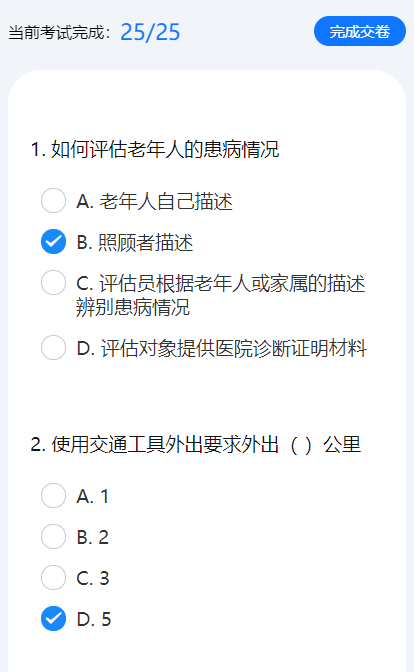 当前考试完成：25/25
完成交卷
1. 如何评估老年人的患病情况
A. 老年人自己描述
B. 照顾者描述
C. 评估员根据老年人或家属的描述
辨别患病情况
D. 评估对象提供医院诊断证明材料
2. 使用交通工具外出要求外出（ ）公里
A. 1
B. 2
C. 3
D. 5